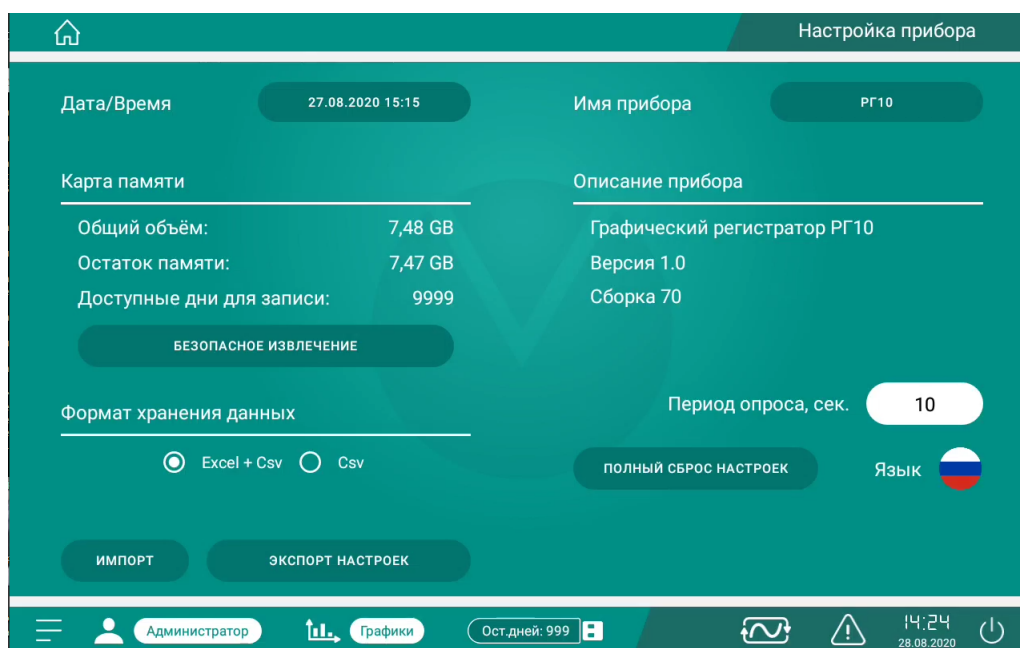 Настройка прибора
Дата/Время 27.08.2020 15:15
Имя прибора РГ10
Карта памяти
Общий объём: 7,48 GB
Остаток памяти: 7,47 GB
Доступные дни для записи: 9999
БЕЗОПАСНОЕ ИЗВЛЕЧЕНИЕ
Формат хранения данных
Excel + Csv Csv
ИМПОРТ ЭКСПОРТ НАСТРОЕК
Описание прибора
Графический регистратор РГ10
Версия 1.0
Сборка 70
Период опроса, сек. 10
ПОЛНЫЙ СБРОС НАСТРОЕК Язык
Администратор Графики Ост.дней: 999 14:24
28.08.2020